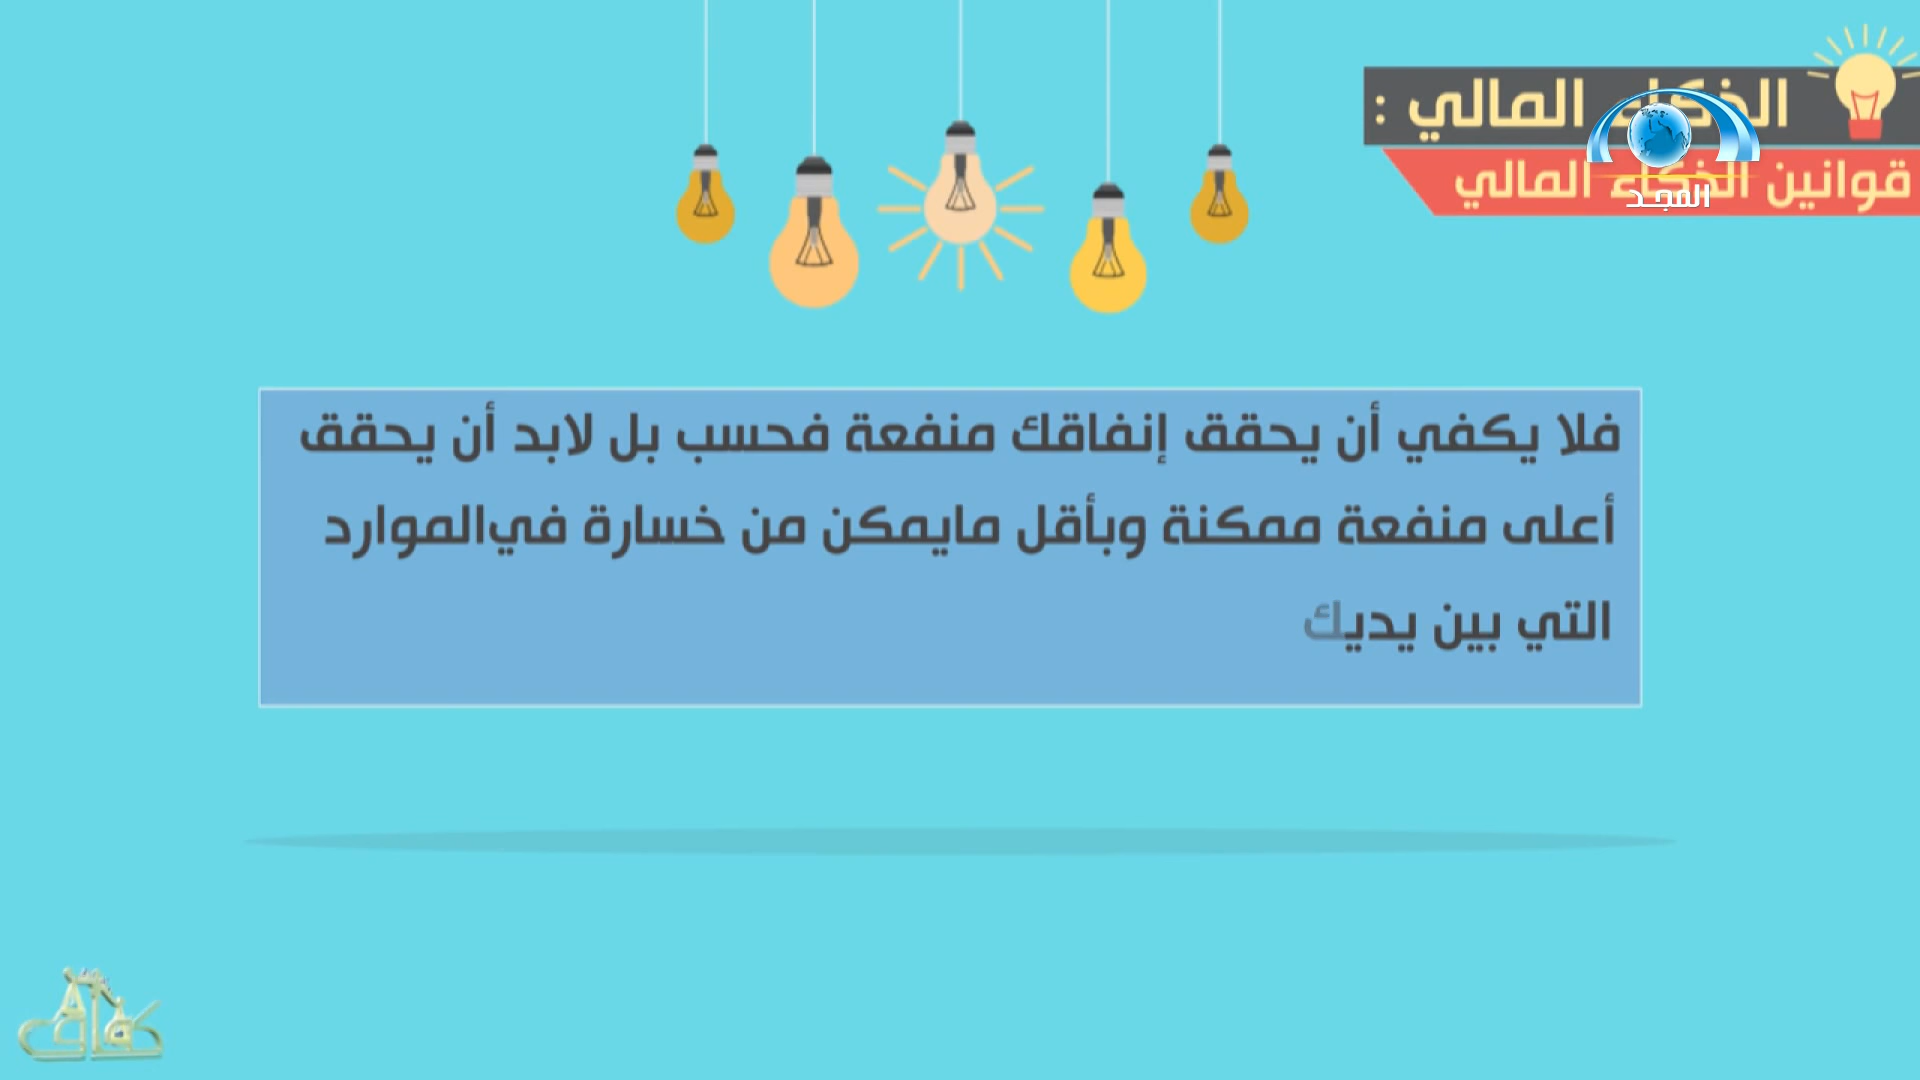 الذكاء المالي :
قوانين الذكاء المالي
المجد
فلا يكفي أن يحقق إنفاقك منفعة فحسب بل لابد أن يحقق
أعلى منفعة ممكنة وبأقل مايمكن من خسارة فيالموارد
التي بين يديك
كفاف